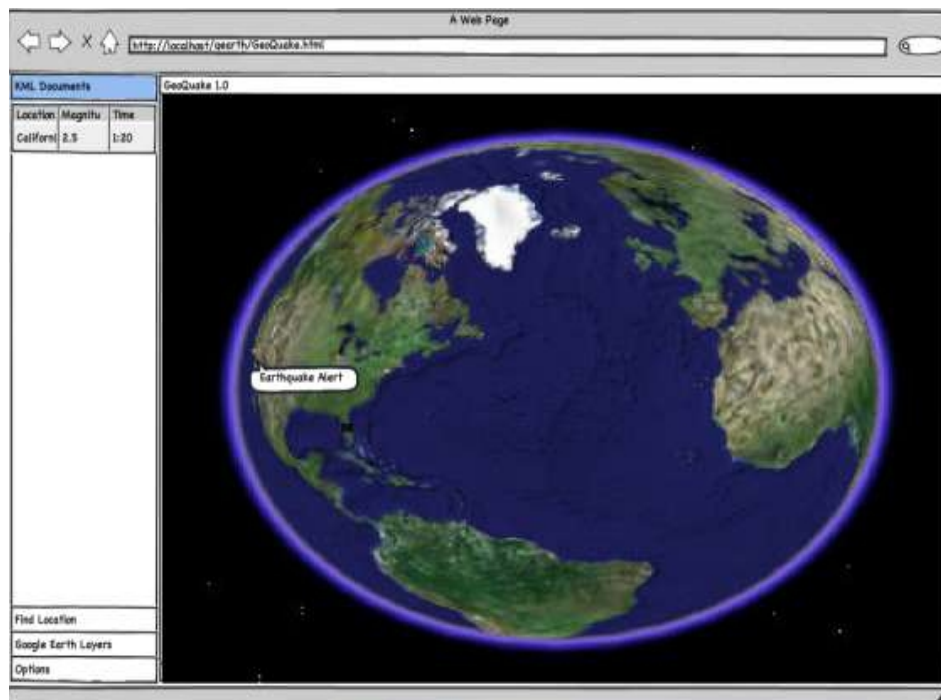 A Web Page
http://localhost/gearth/GeoQuake.html
KML Documents
GeoQuake 1.0
Location Magnitu Time
Californi 2.5 1:20
Earthquake Alert
Find Location
Google Earth Layers
Options